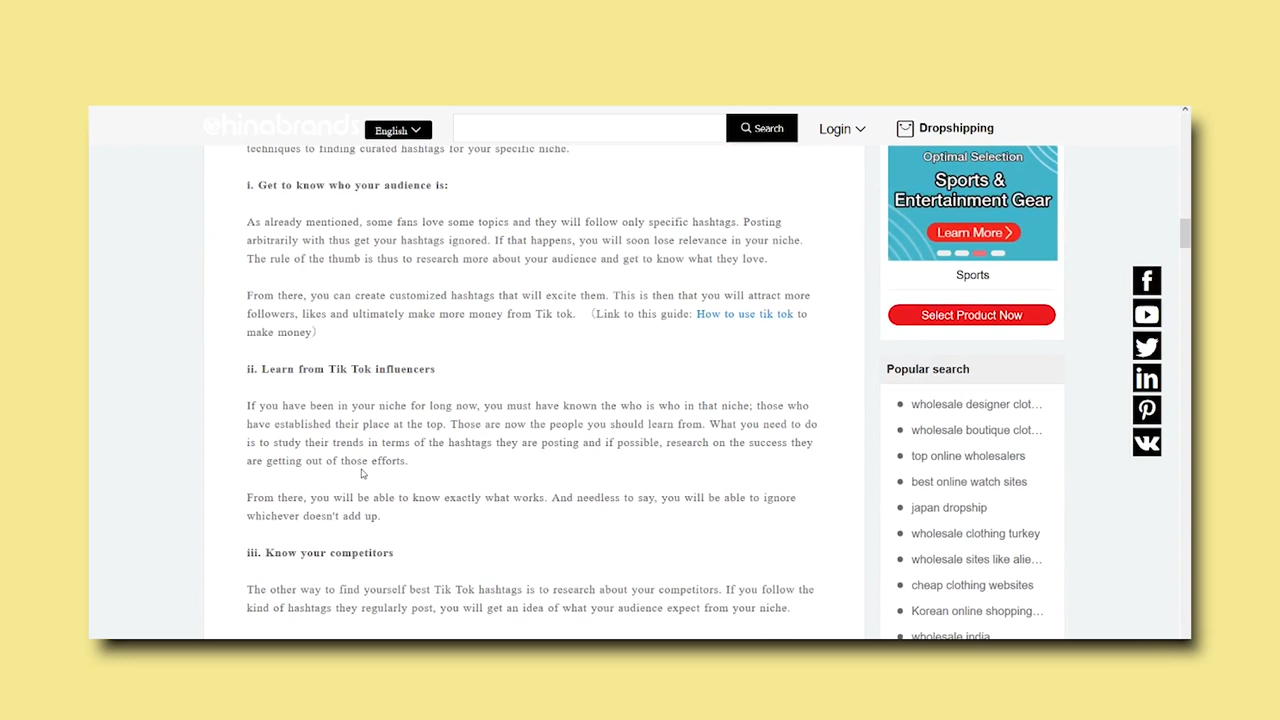 chinabrands
English
Search
Login
Dropshipping
techniques to finding curated hashtags for your specific niche.
i. Get to know who your audience is:
As already mentioned, some fans love some topics and they will follow only specific hashtags. Posting
arbitrarily with thus get your hashtags ignored. If that happens, you will soon lose relevance in your niche.
The rule of the thumb is thus to research more about your audience and get to know what they love.
From there, you can create customized hashtags that will excite them. This is then that you will attract more
followers, likes and ultimately make more money from Tik tok. （Link to this guide: How to use tik tok to
make money）
ii. Learn from Tik Tok influencers
If you have been in your niche for long now, you must have known the who is who in that niche; those who
have established their place at the top. Those are now the people you should learn from. What you need to do
is to study their trends in terms of the hashtags they are posting and if possible, research on the success they
are getting out of those efforts.
From there, you will be able to know exactly what works. And needless to say, you will be able to ignore
whichever doesn't add up.
iii. Know your competitors
The other way to find yourself best Tik Tok hashtags is to research about your competitors. If you follow the
kind of hashtags they regularly post, you will get an idea of what your audience expect from your niche.
Optimal Selection
Sports &
Entertainment Gear
Learn More
Sports
Select Product Now
Popular search
wholesale designer clot...
wholesale boutique clot...
top online wholesalers
best online watch sites
japan dropship
wholesale clothing turkey
wholesale sites like alie...
cheap clothing websites
Korean online shopping...
wholesale india